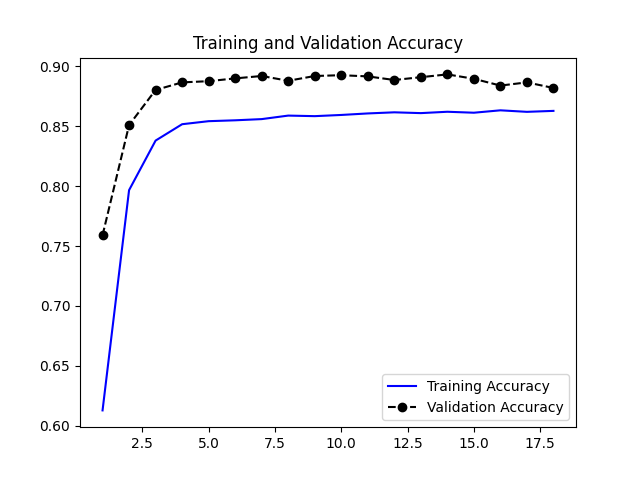 Training and Validation Accuracy
0.90
0.85
0.80
0.75
0.70
0.65
0.60
2.5 5.0 7.5 10.0 12.5 15.0 17.5
Training Accuracy
Validation Accuracy